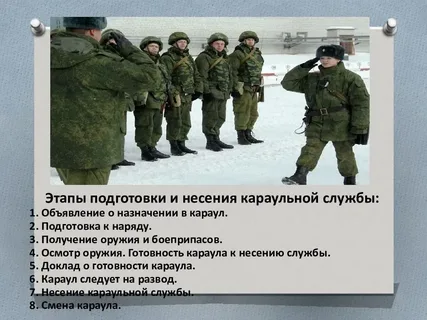 Этапы подготовки и несения караульной службы:
1. Объявление о назначении в караул.
2. Подготовка к наряду.
3. Получение оружия и боеприпасов.
4. Осмотр оружия. Готовность караула к несению службы.
5. Доклад о готовности караула.
6. Караул следует на развод.
7. Несение караульной службы.
8. Смена караула.